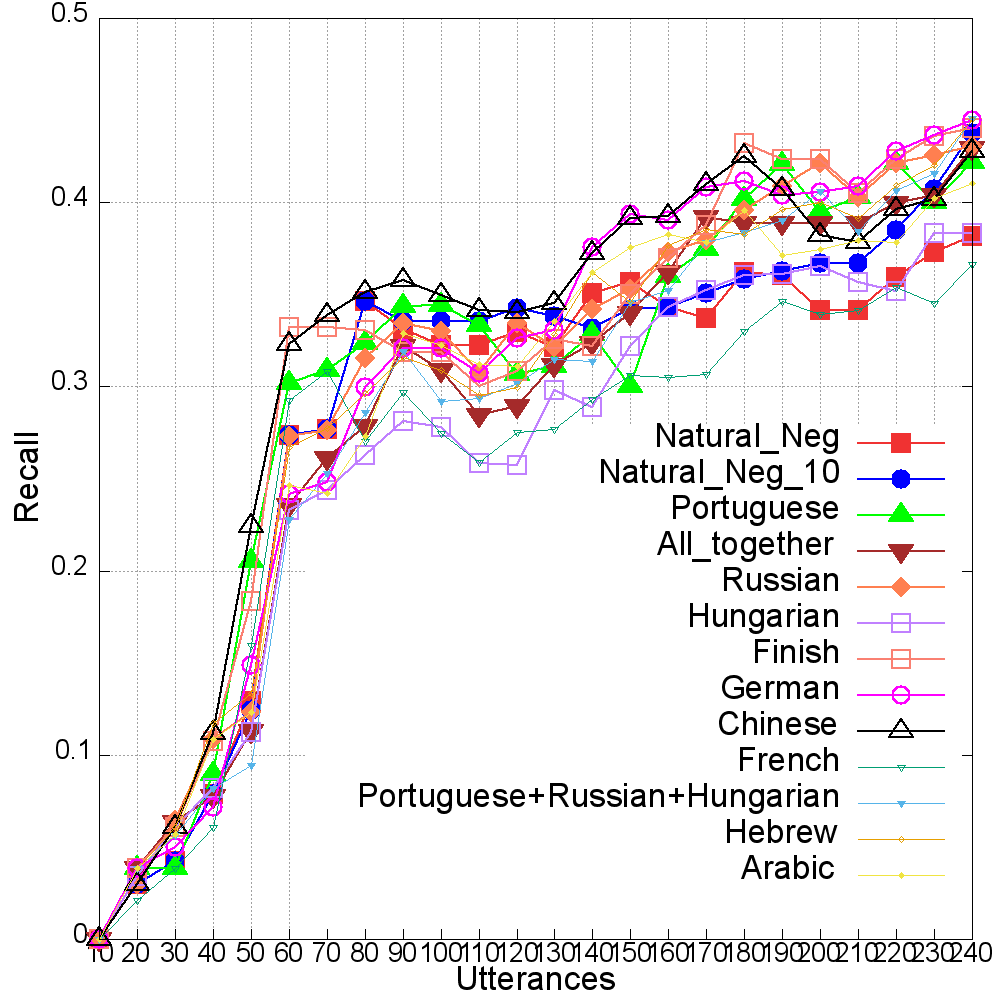 0.5
0.4
0.3
0.2
0.1
0
Recall
Natural_Neg
Natural_Neg_10
Portuguese
All_together
Russian
Hungarian
Finish
German
Chinese
French
Portuguese+Russian+Hungarian
Hebrew
Arabic
10 20 30 40 50 60 70 80 90 100 110 120 130 140 150 160 170 180 190 200 210 220 230 240
Utterances